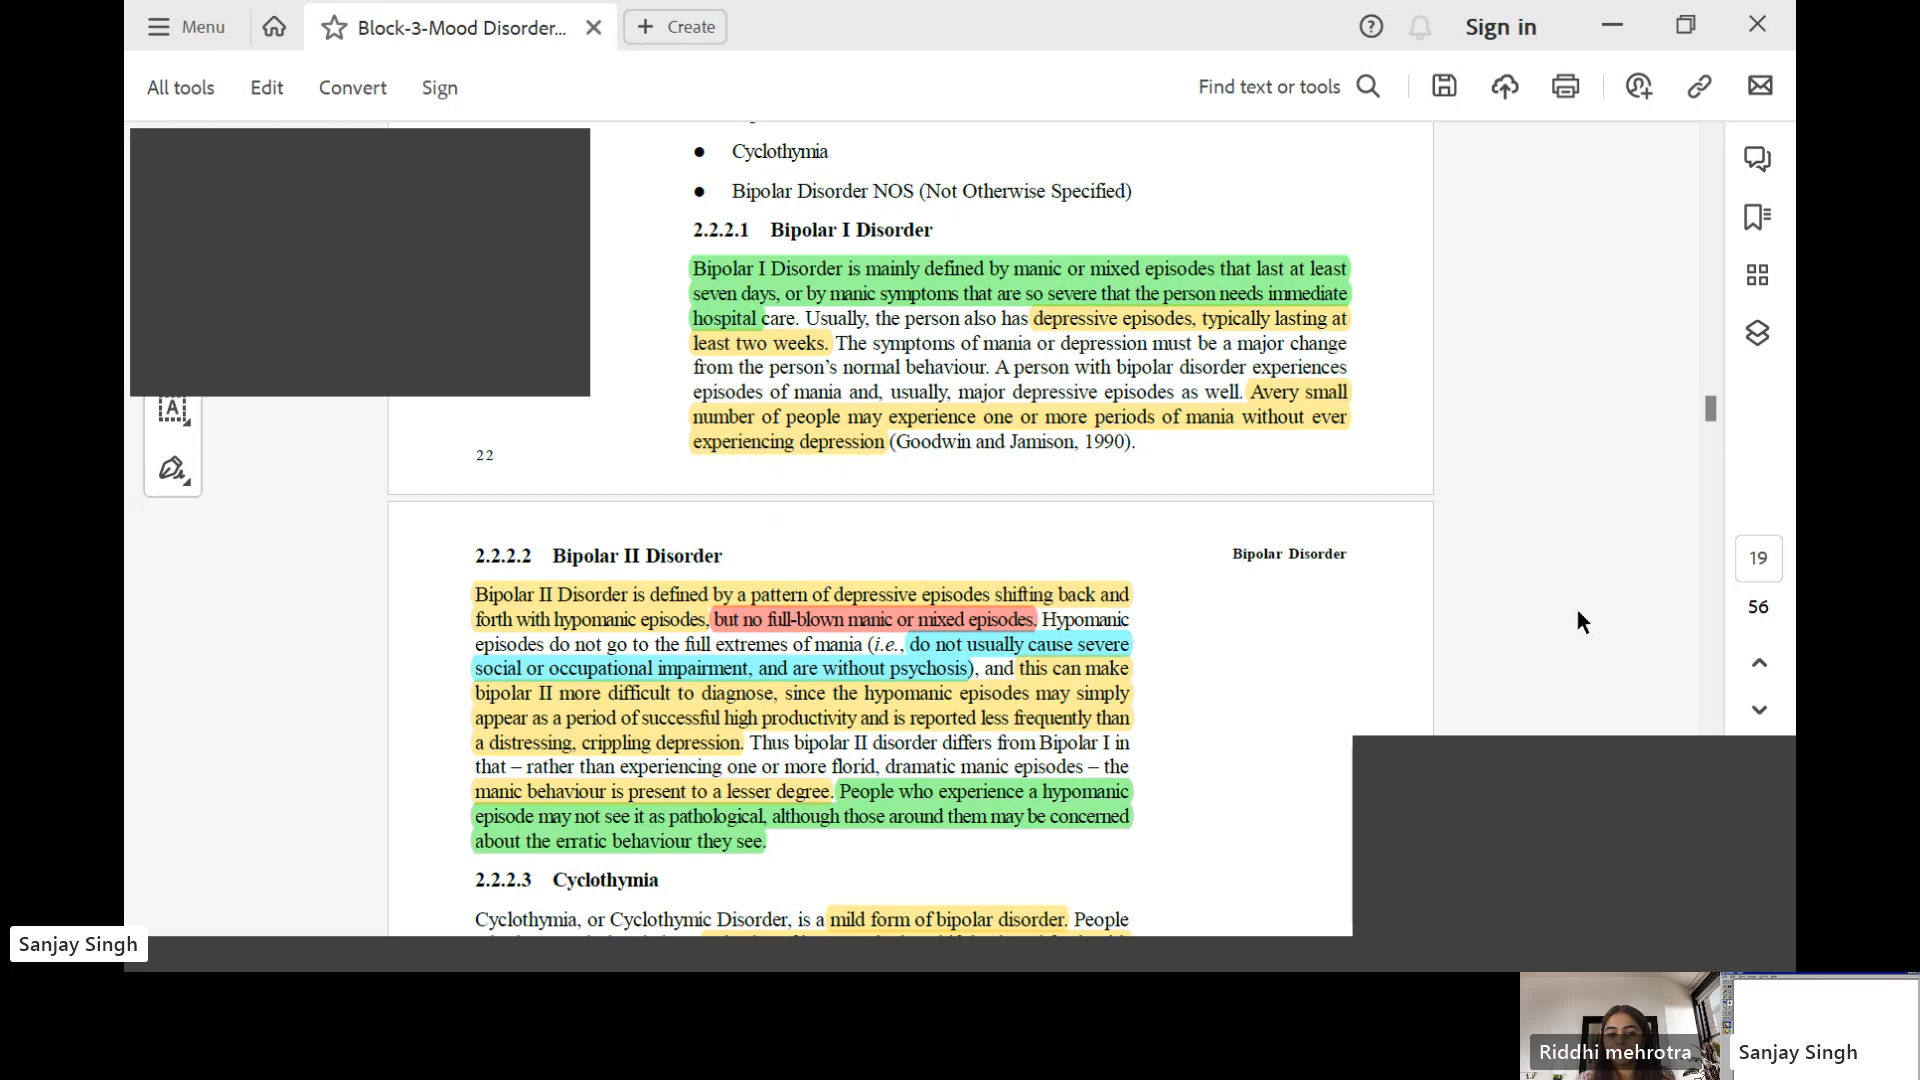 Menu
Block-3-Mood Disorder...
Create
Sign in
All tools
Edit
Convert
Sign
Find text or tools
● Cyclothymia
● Bipolar Disorder NOS (Not Otherwise Specified)
2.2.2.1 Bipolar I Disorder
Bipolar I Disorder is mainly defined by manic or mixed episodes that last at least
seven days, or by manic symptoms that are so severe that the person needs immediate
hospital care. Usually, the person also has depressive episodes, typically lasting at
least two weeks. The symptoms of mania or depression must be a major change
from the person's normal behaviour. A person with bipolar disorder experiences
episodes of mania and, usually, major depressive episodes as well. Avery small
number of people may experience one or more periods of mania without ever
experiencing depression (Goodwin and Jamison, 1990).
22
2.2.2.2 Bipolar II Disorder
Bipolar Disorder
Bipolar II Disorder is defined by a pattern of depressive episodes shifting back and
forth with hypomanic episodes, but no full-blown manic or mixed episodes. Hypomanic
episodes do not go to the full extremes of mania (i.e., do not usually cause severe
social or occupational impairment, and are without psychosis), and this can make
bipolar II more difficult to diagnose, since the hypomanic episodes may simply
appear as a period of successful high productivity and is reported less frequently than
a distressing, crippling depression. Thus bipolar II disorder differs from Bipolar I in
that – rather than experiencing one or more florid, dramatic manic episodes – the
manic behaviour is present to a lesser degree. People who experience a hypomanic
episode may not see it as pathological, although those around them may be concerned
about the erratic behaviour they see.
2.2.2.3 Cyclothymia
Cyclothymia, or Cyclothymic Disorder, is a mild form of bipolar disorder. People
19
56
Sanjay Singh
Riddhi mehrotra
Sanjay Singh